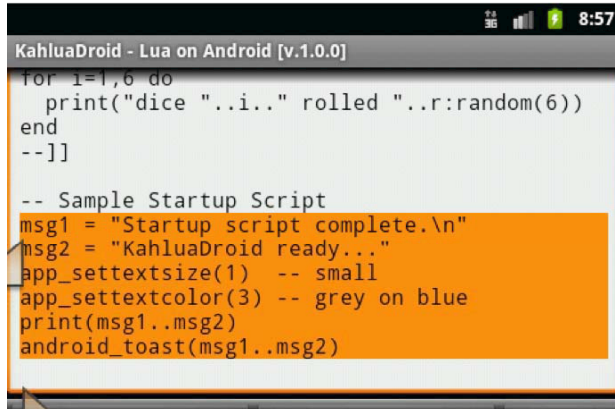 3G 8:57
KahluaDroid - Lua on Android [v.1.0.0]
for i=1,6 do
  print("dice "..i.." rolled "..r:random(6))
end
--]]
-- Sample Startup Script
msg1 = "Startup script complete.\n"
msg2 = "KahluaDroid ready..."
app_settextsize(1)  -- small
app_settextcolor(3) -- grey on blue
print(msg1..msg2)
android_toast(msg1..msg2)